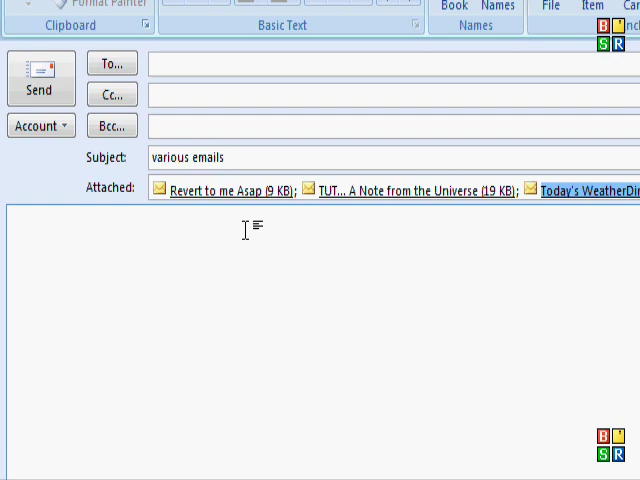 Format Painter
Book Names File Item
Clipboard Basic Text Names
B '
S R
Send
To...
Cc...
Account Bcc...
Subject: various emails
Attached: Revert to me Asap (9 KB); TUT... A Note from the Universe (19 KB); Today's WeatherDir
B '
S R